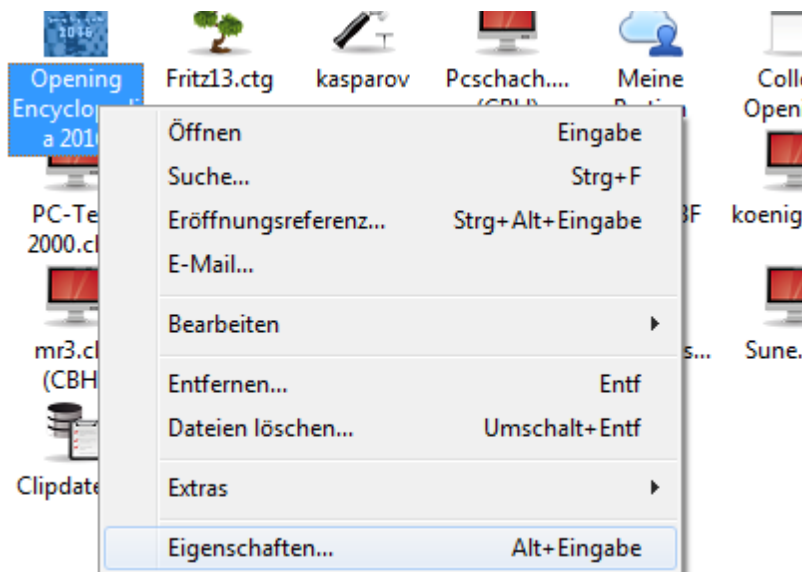 2016
Opening Fritz13.ctg kasparov Pcschach.... Meine
a 201
Öffnen Eingabe
Suche... Strg+F
Eröffnungsreferenz... Strg+Alt+Eingabe
E-Mail...
Bearbeiten
Entfernen... Entf
Dateien löschen... Umschalt+Entf
Extras
Eigenschaften... Alt+Eingabe
PC-Te
2000.cl
mr3.cl
(CBH
Clipdate
Open
koenig
Sune.